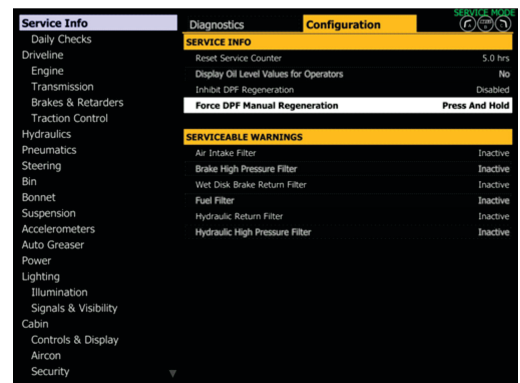 SERVICE MODE
Service Info
Diagnostics
Configuration
Daily Checks
Driveline
Engine
Transmission
Brakes & Retarders
Traction Control
Hydraulics
Pneumatics
Steering
Bin
Bonnet
Suspension
Accelerometers
Auto Greaser
Power
Lighting
Illumination
Signals & Visibility
Cabin
Controls & Display
Aircon
Security
SERVICE INFO
Reset Service Counter 5.0 hrs
Display Oil Level Values for Operators No
Inhibit DPF Regeneration Disabled
Force DPF Manual Regeneration Press And Hold
SERVICEABLE WARNINGS
Air Intake Filter Inactive
Brake High Pressure Filter Inactive
Wet Disk Brake Return Filter Inactive
Fuel Filter Inactive
Hydraulic Return Filter Inactive
Hydraulic High Pressure Filter Inactive